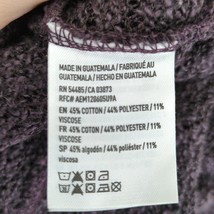 MADE IN GUATEMALA / FABRIQUÉ AU
GUATEMALA / HECHO EN GUATEMALA
RN 54485/CA 03873
RFC# AEM120605U9A
EN 45% COTTON / 44% POLYESTER / 11%
VISCOSE
FR 45% COTON / 44% POLYESTER / 11%
VISCOSE
SP 45% algodón / 44% poliéster / 11%
viscosa